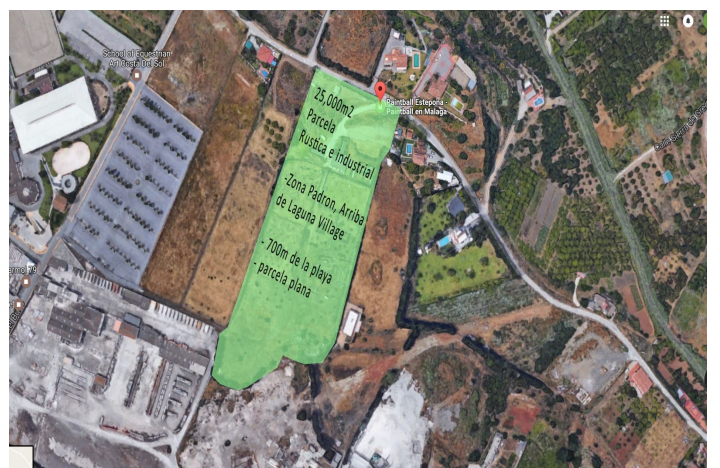 School of Equestrian
Art Costa Del Sol
Paintball Estepona -
Paintball en Malaga
25,000m2
Parcela
Rustica e industrial
-Zona Padron, Arriba
de Laguna Village
- 700m de la playa
- parcela plana